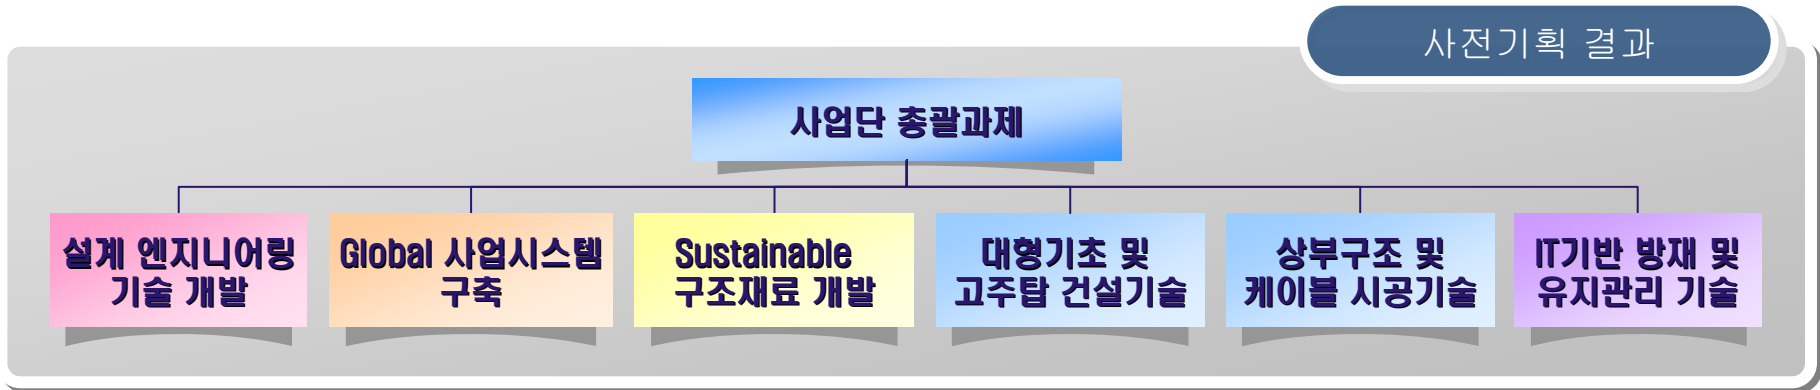 사전기획 결과
사업단 총괄과제
설계 엔지니어링
기술 개발
Global 사업시스템
구축
Sustainable
구조재료 개발
대형기초 및
고주탑 건설기술
상부구조 및
케이블 시공기술
IT기반 방재 및
유지관리 기술